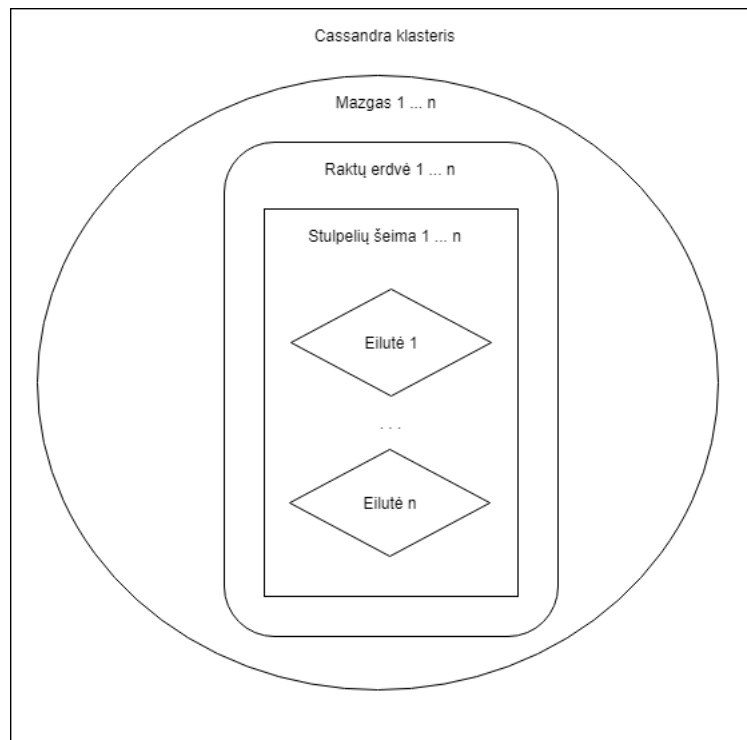 Cassandra klasteris
Mazgas 1 ... n
Raktų erdvė 1 ... n
Stulpelių šeima 1 ... n
Eilutė 1
. . .
Eilutė n